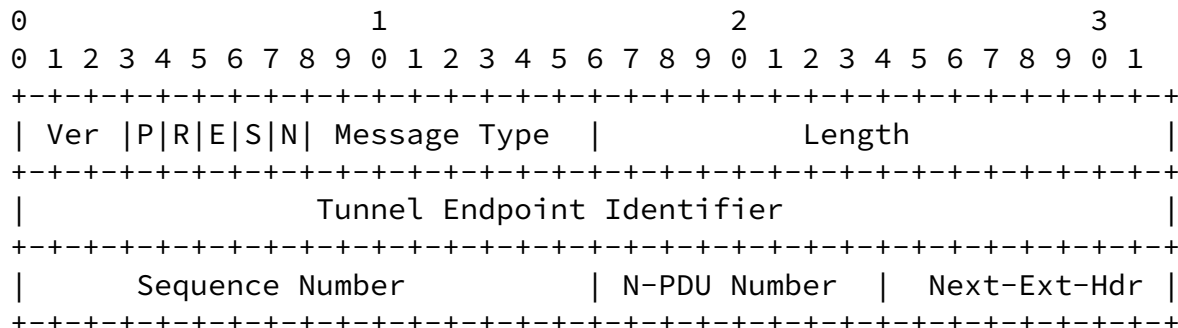 0                   1                   2                   3
0 1 2 3 4 5 6 7 8 9 0 1 2 3 4 5 6 7 8 9 0 1 2 3 4 5 6 7 8 9 0 1
+-+-+-+-+-+-+-+-+-+-+-+-+-+-+-+-+-+-+-+-+-+-+-+-+-+-+-+-+-+-+-+-+
| Ver |P|R|E|S|N| Message Type  |           Length              |
+-+-+-+-+-+-+-+-+-+-+-+-+-+-+-+-+-+-+-+-+-+-+-+-+-+-+-+-+-+-+-+-+
|                Tunnel Endpoint Identifier                     |
+-+-+-+-+-+-+-+-+-+-+-+-+-+-+-+-+-+-+-+-+-+-+-+-+-+-+-+-+-+-+-+-+
|      Sequence Number          | N-PDU Number  |  Next-Ext-Hdr |
+-+-+-+-+-+-+-+-+-+-+-+-+-+-+-+-+-+-+-+-+-+-+-+-+-+-+-+-+-+-+-+-+